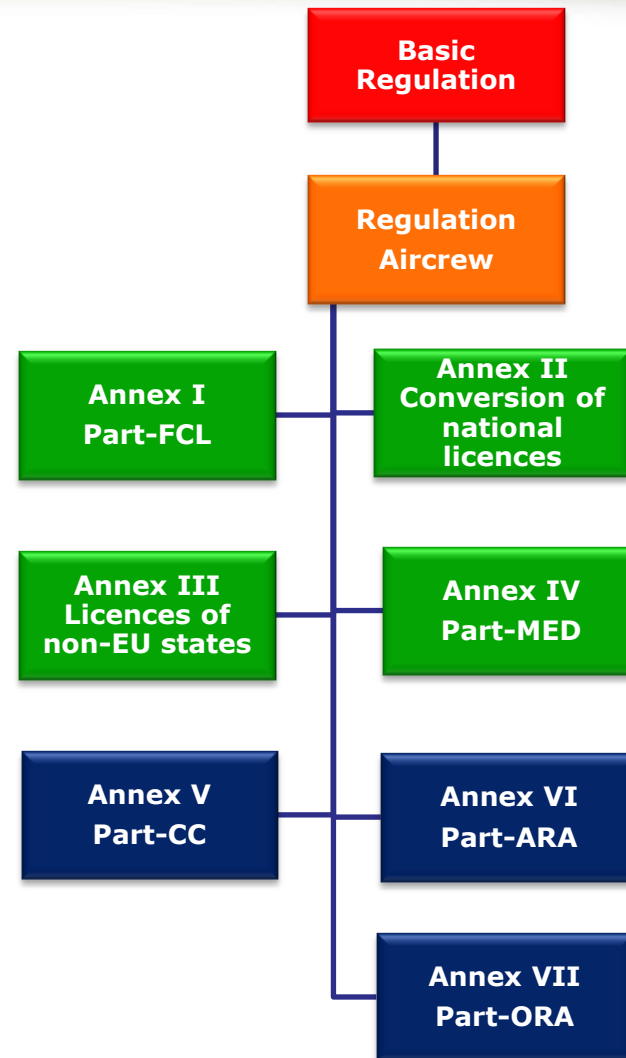 Basic
Regulation
Regulation
Aircrew
Annex I
Part-FCL
Annex II
Conversion of
national
licences
Annex III
Licences of
non-EU states
Annex IV
Part-MED
Annex V
Part-CC
Annex VI
Part-ARA
Annex VII
Part-ORA